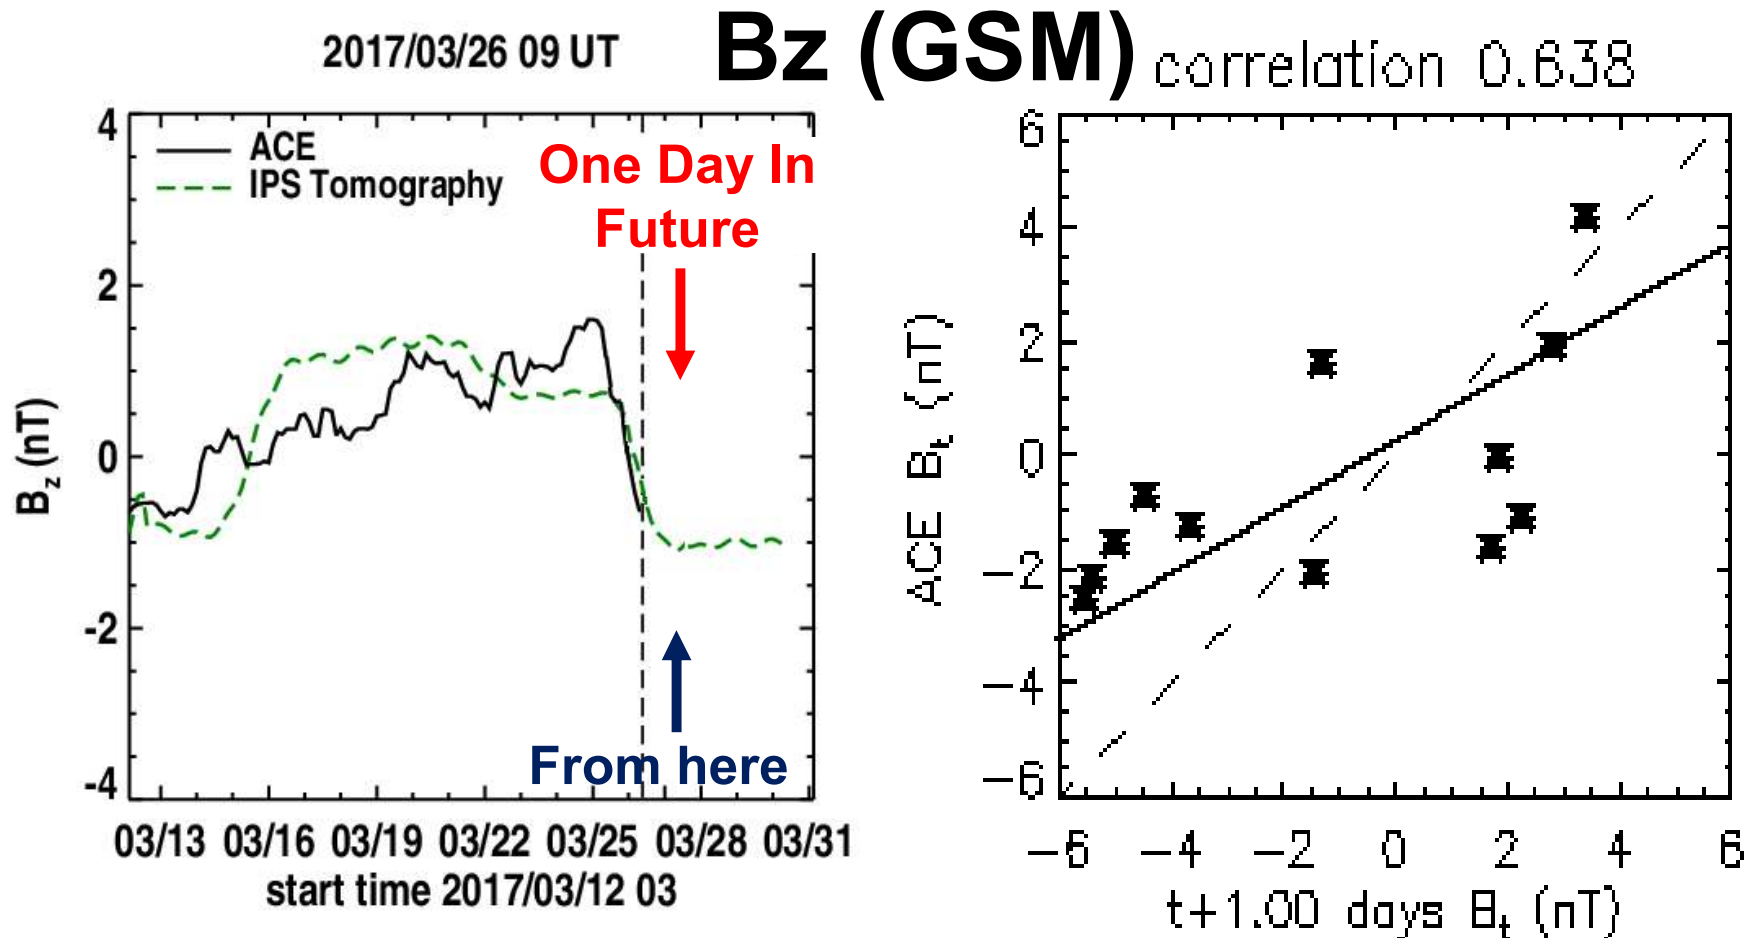 Bz (GSM)
2017/03/26 09 UT
4
2
0
-2
-4
Bz (nT)
ACE
IPS Tomography
One Day In
Future
From here
03/13 03/16 03/19 03/22 03/25 03/28 03/31
start time 2017/03/12 03
correlation 0.638
6
4
2
0
−2
−4
−6
ACE Bt (nT)
−6 −4 −2 0 2 4 6
t+1.00 days Bt (nT)